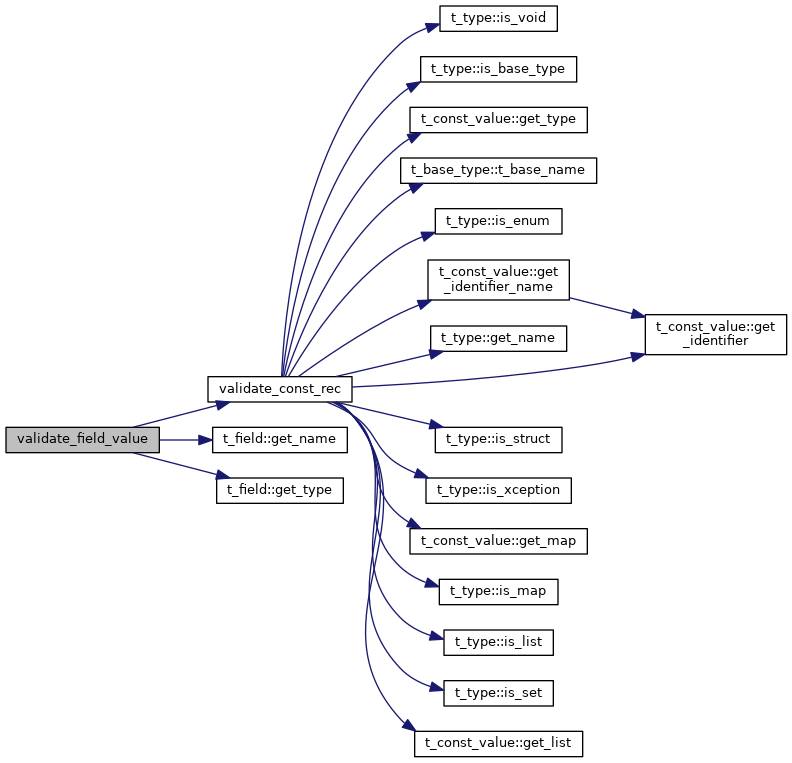 t_type::is_void
t_type::is_base_type
t_const_value::get_type
t_base_type::t_base_name
t_type::is_enum
t_const_value::get
_identifier_name
t_const_value::get
_identifier
t_type::get_name
validate_const_rec
validate_field_value
t_field::get_name
t_field::get_type
t_type::is_struct
t_type::is_xception
t_const_value::get_map
t_type::is_map
t_type::is_list
t_type::is_set
t_const_value::get_list